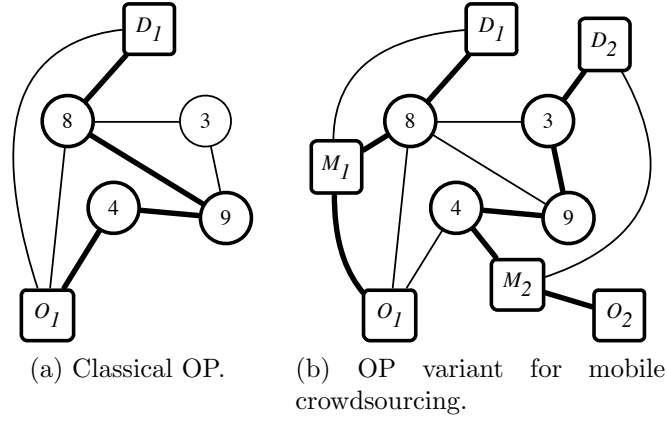 D1
D1
D2
8
3
8
3
M1
4
9
4
9
M2
O1
O1
O2
(a) Classical OP.
(b) OP variant for mobile
crowdsourcing.